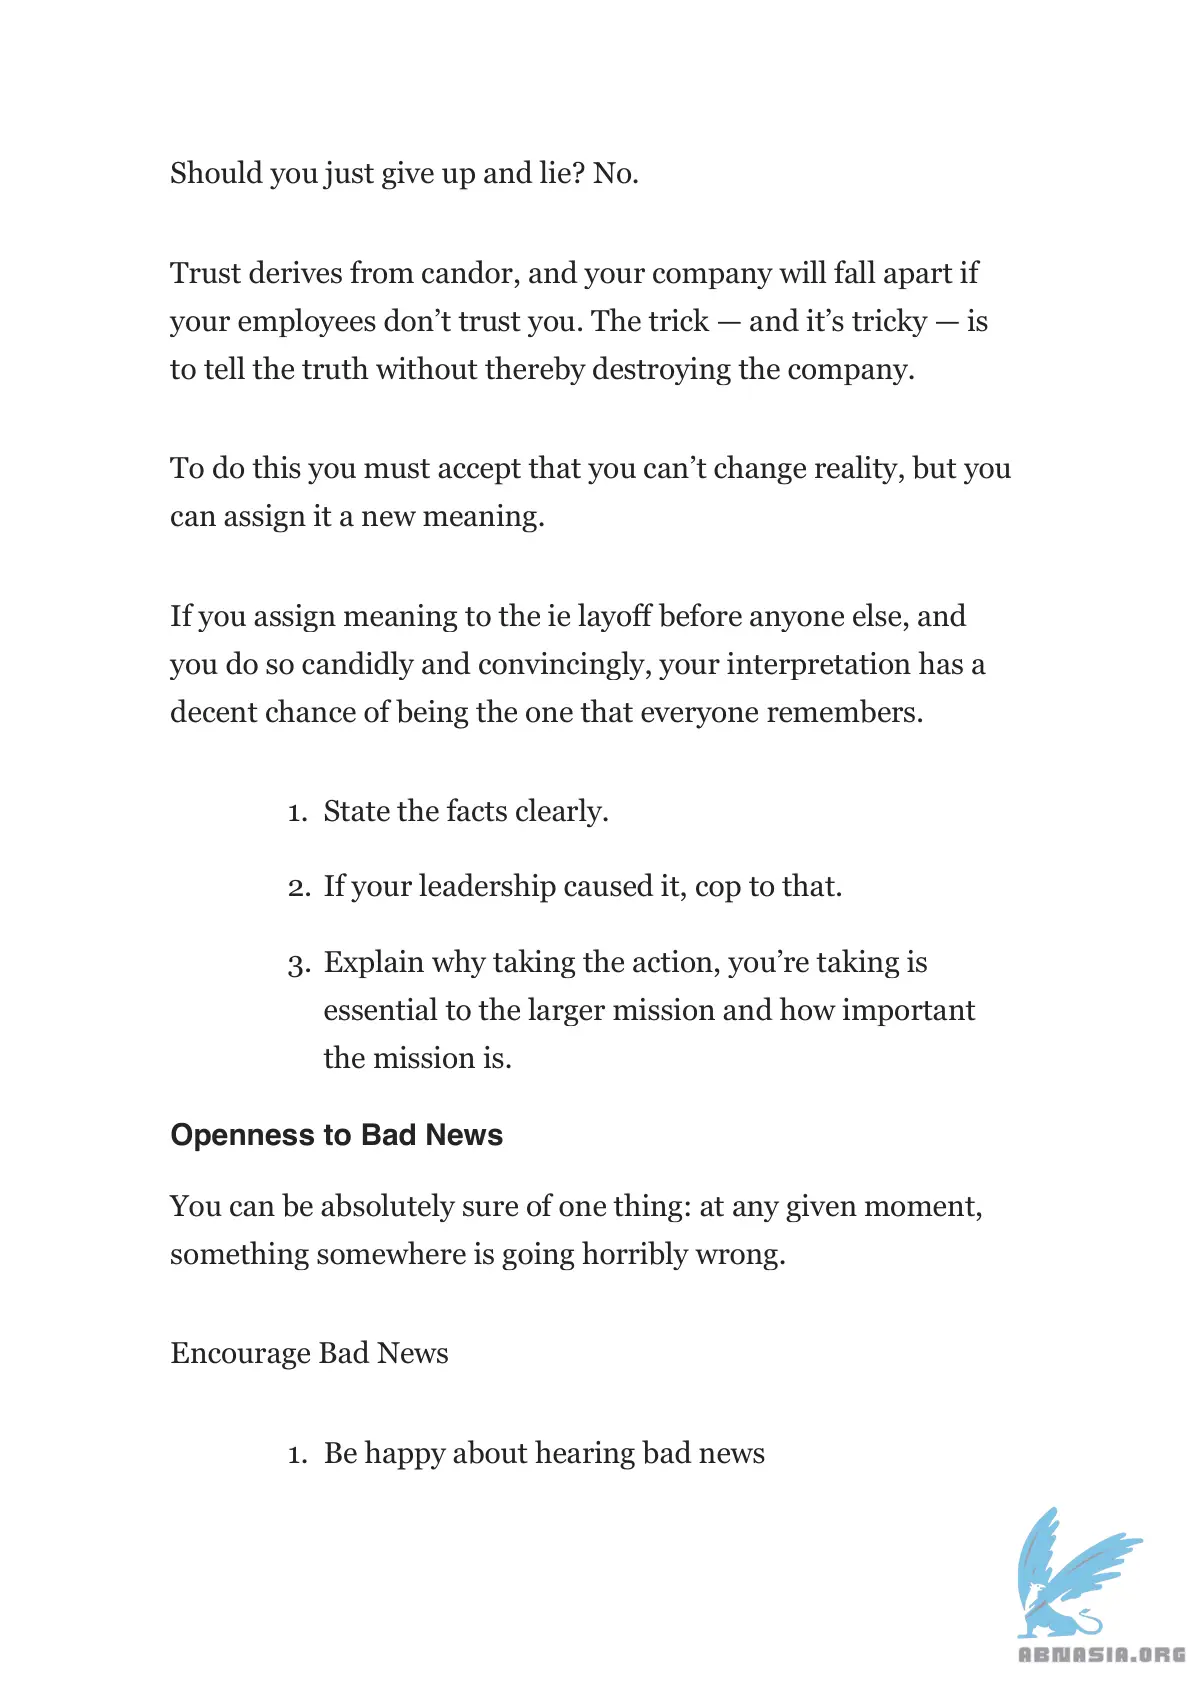 Should you just give up and lie? No.
Trust derives from candor, and your company will fall apart if
your employees don’t trust you. The trick — and it’s tricky — is
to tell the truth without thereby destroying the company.
To do this you must accept that you can’t change reality, but you
can assign it a new meaning.
If you assign meaning to the ie layoff before anyone else, and
you do so candidly and convincingly, your interpretation has a
decent chance of being the one that everyone remembers.
1. State the facts clearly.
2. If your leadership caused it, cop to that.
3. Explain why taking the action, you’re taking is
essential to the larger mission and how important
the mission is.
Openness to Bad News
You can be absolutely sure of one thing: at any given moment,
something somewhere is going horribly wrong.
Encourage Bad News
1. Be happy about hearing bad news
ABNASIA.ORG